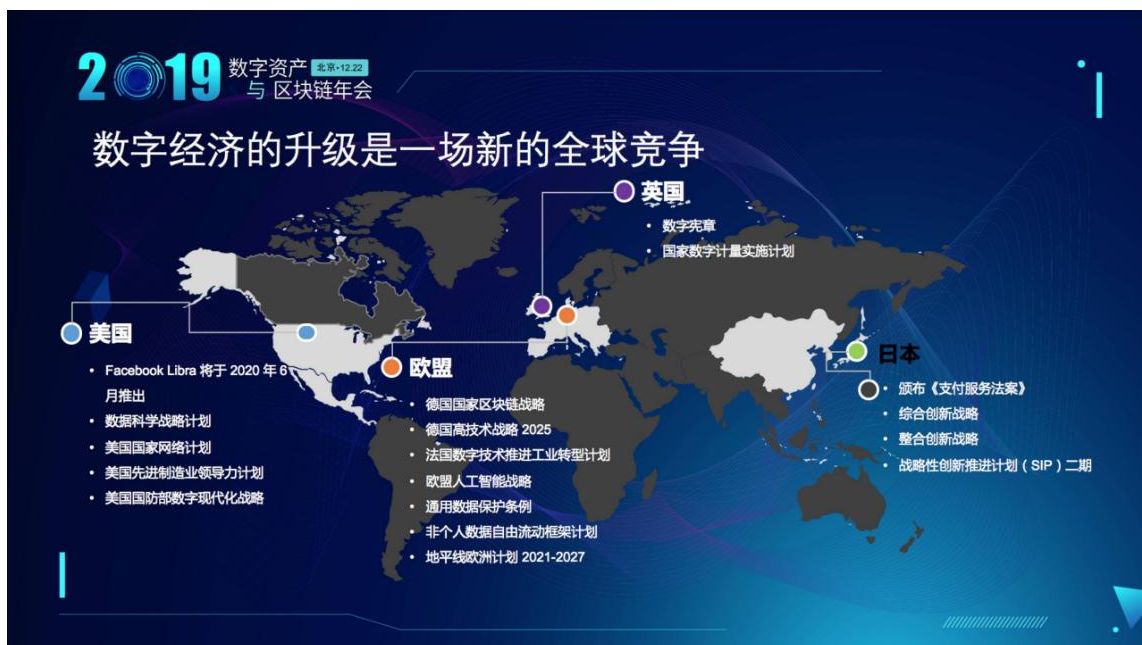 2019
数字资产 北京·12.22
与 区块链年会
数字经济的升级是一场新的全球竞争
英国
• 数字宪章
• 国家数字计量实施计划
美国
• Facebook Libra 将于 2020 年 6
月推出
• 数据科学战略计划
• 美国国家网络计划
• 美国先进制造业领导力计划
• 美国国防部数字现代化战略
欧盟
• 德国国家区块链战略
• 德国高技术战略 2025
• 法国数字技术推进工业转型计划
• 欧盟人工智能战略
• 通用数据保护条例
• 非个人数据自由流动框架计划
• 地平线欧洲计划 2021-2027
日本
• 颁布《支付服务法案》
• 综合创新战略
• 整合创新战略
• 战略性创新推进计划（SIP）二期